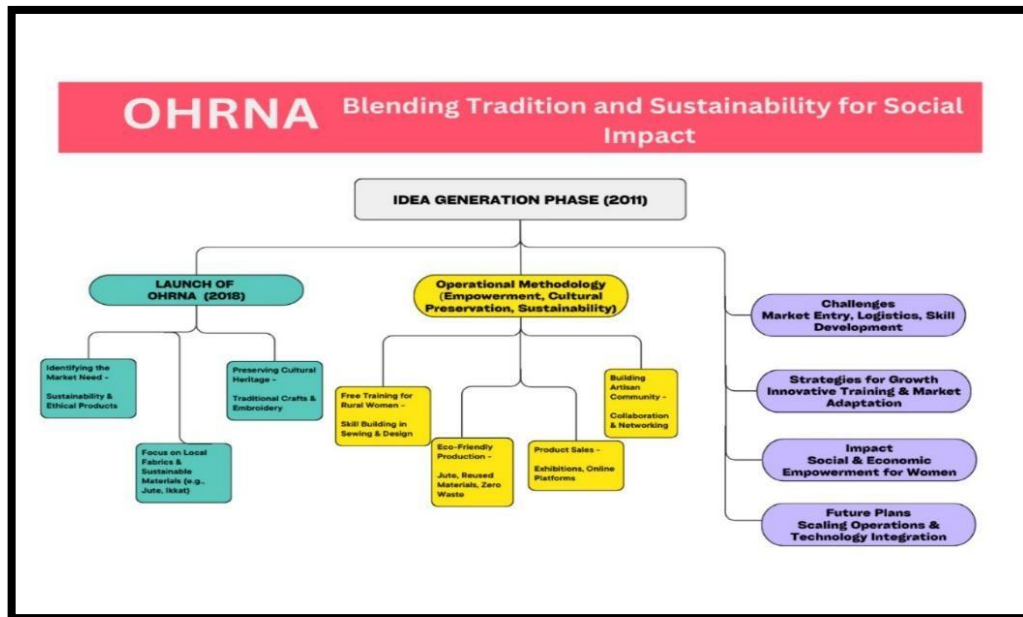 OHRNA Blending Tradition and Sustainability for Social
Impact
IDEA GENERATION PHASE (2011)
LAUNCH OF
OHRNA (2018)
Identifying the
Market Need –
Sustainability &
Ethical Products
Focus on Local
Fabrics &
Sustainable
Materials (e.g.,
Jute, Ikkat)
Preserving Cultural
Heritage –
Traditional Crafts &
Embroidery
Operational Methodology
(Empowerment, Cultural
Preservation, Sustainability)
Free Training for
Rural Women –
Skill Building in
Sewing & Design
Eco-Friendly
Production –
Jute, Reused
Materials, Zero
Waste
Product Sales –
Exhibitions, Online
Platforms
Building
Artisan
Community –
Collaboration
& Networking
Challenges
Market Entry, Logistics, Skill
Development
Strategies for Growth
Innovative Training & Market
Adaptation
Impact
Social & Economic
Empowerment for Women
Future Plans
Scaling Operations &
Technology Integration